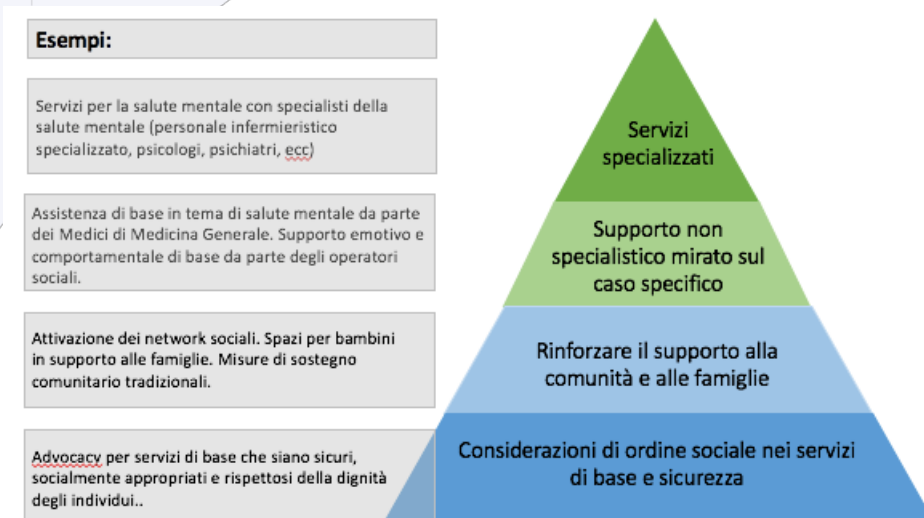 Esempi:
Servizi per la salute mentale con specialisti della
salute mentale (personale infermieristico
specializzato, psicologi, psichiatri, ecc)
Servizi
specializzati
Assistenza di base in tema di salute mentale da parte
dei Medici di Medicina Generale. Supporto emotivo e
comportamentale di base da parte degli operatori
sociali.
Supporto non
specialistico mirato sul
caso specifico
Attivazione dei network sociali. Spazi per bambini
in supporto alle famiglie. Misure di sostegno
comunitario tradizionali.
Rinforzare il supporto alla
comunità e alle famiglie
Advocacy per servizi di base che siano sicuri,
socialmente appropriati e rispettosi della dignità
degli individui..
Considerazioni di ordine sociale nei servizi
di base e sicurezza